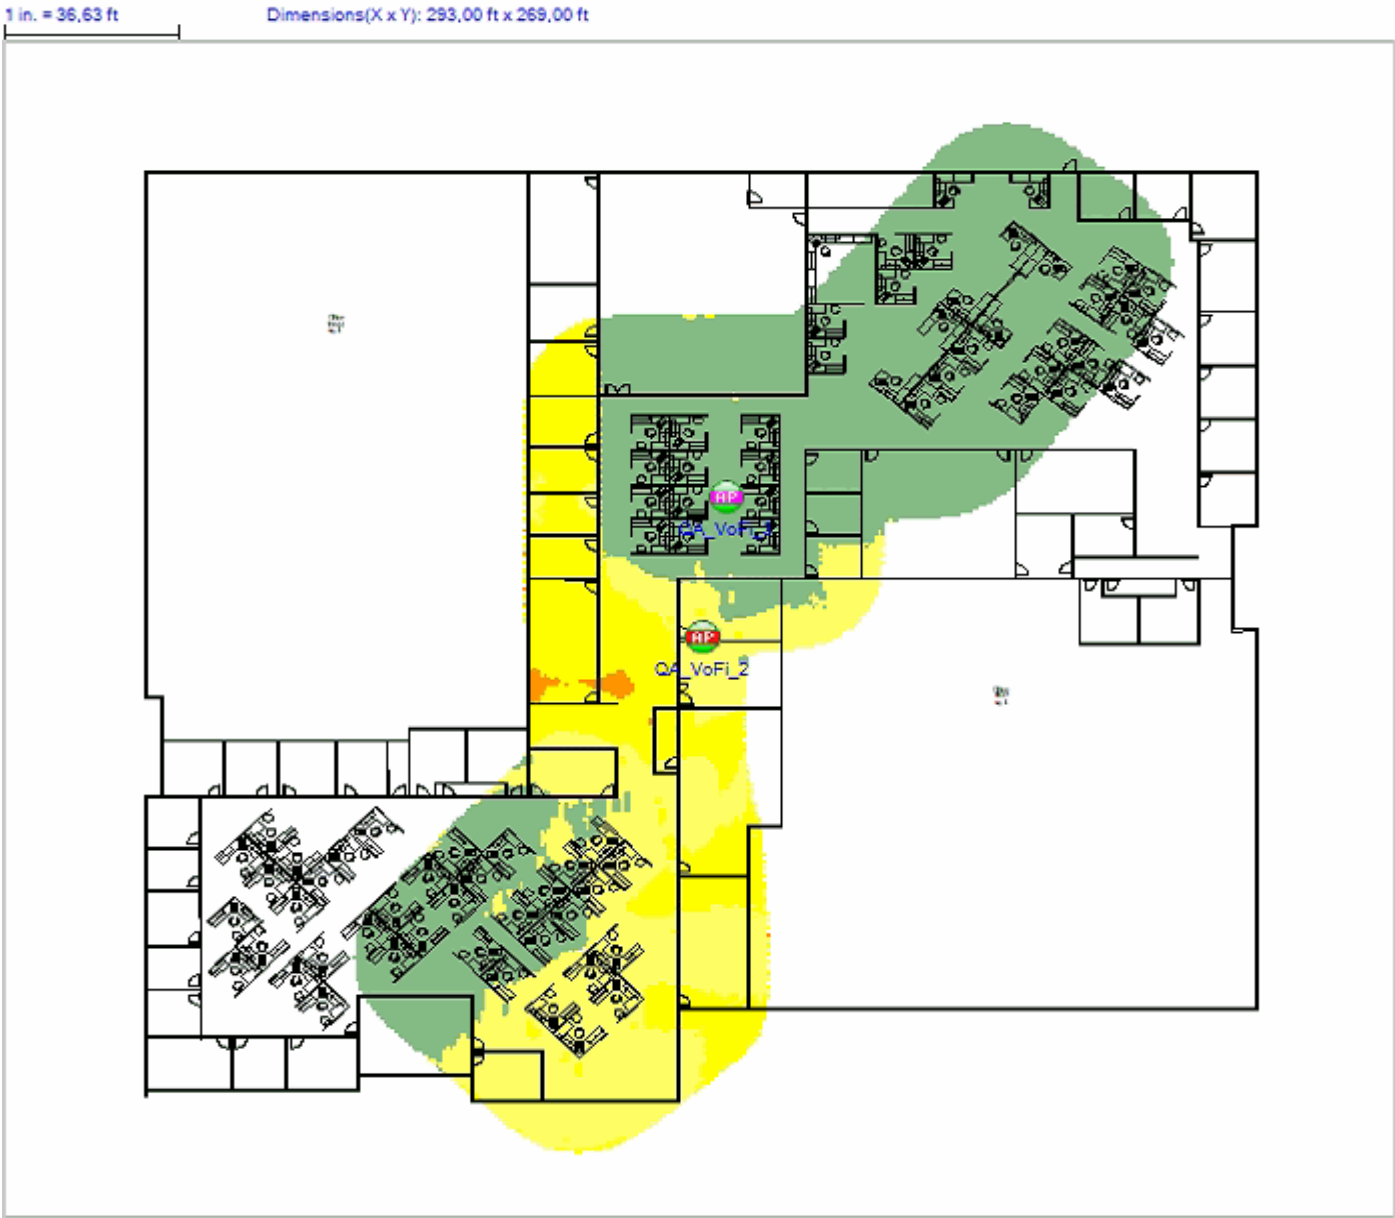 1 in. = 36,63 ft
Dimensions(X x Y): 293,00 ft x 269,00 ft
AP
AP
QA_VoFi_2